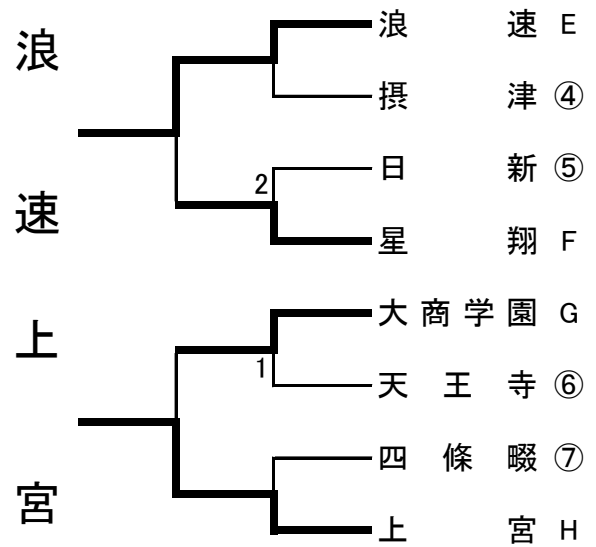 浪速
浪速 E
摂津 ④
2
日新 ⑤
星翔 F
上宮
大商学園 G
1
天王寺 ⑥
四條畷 ⑦
上宮 H